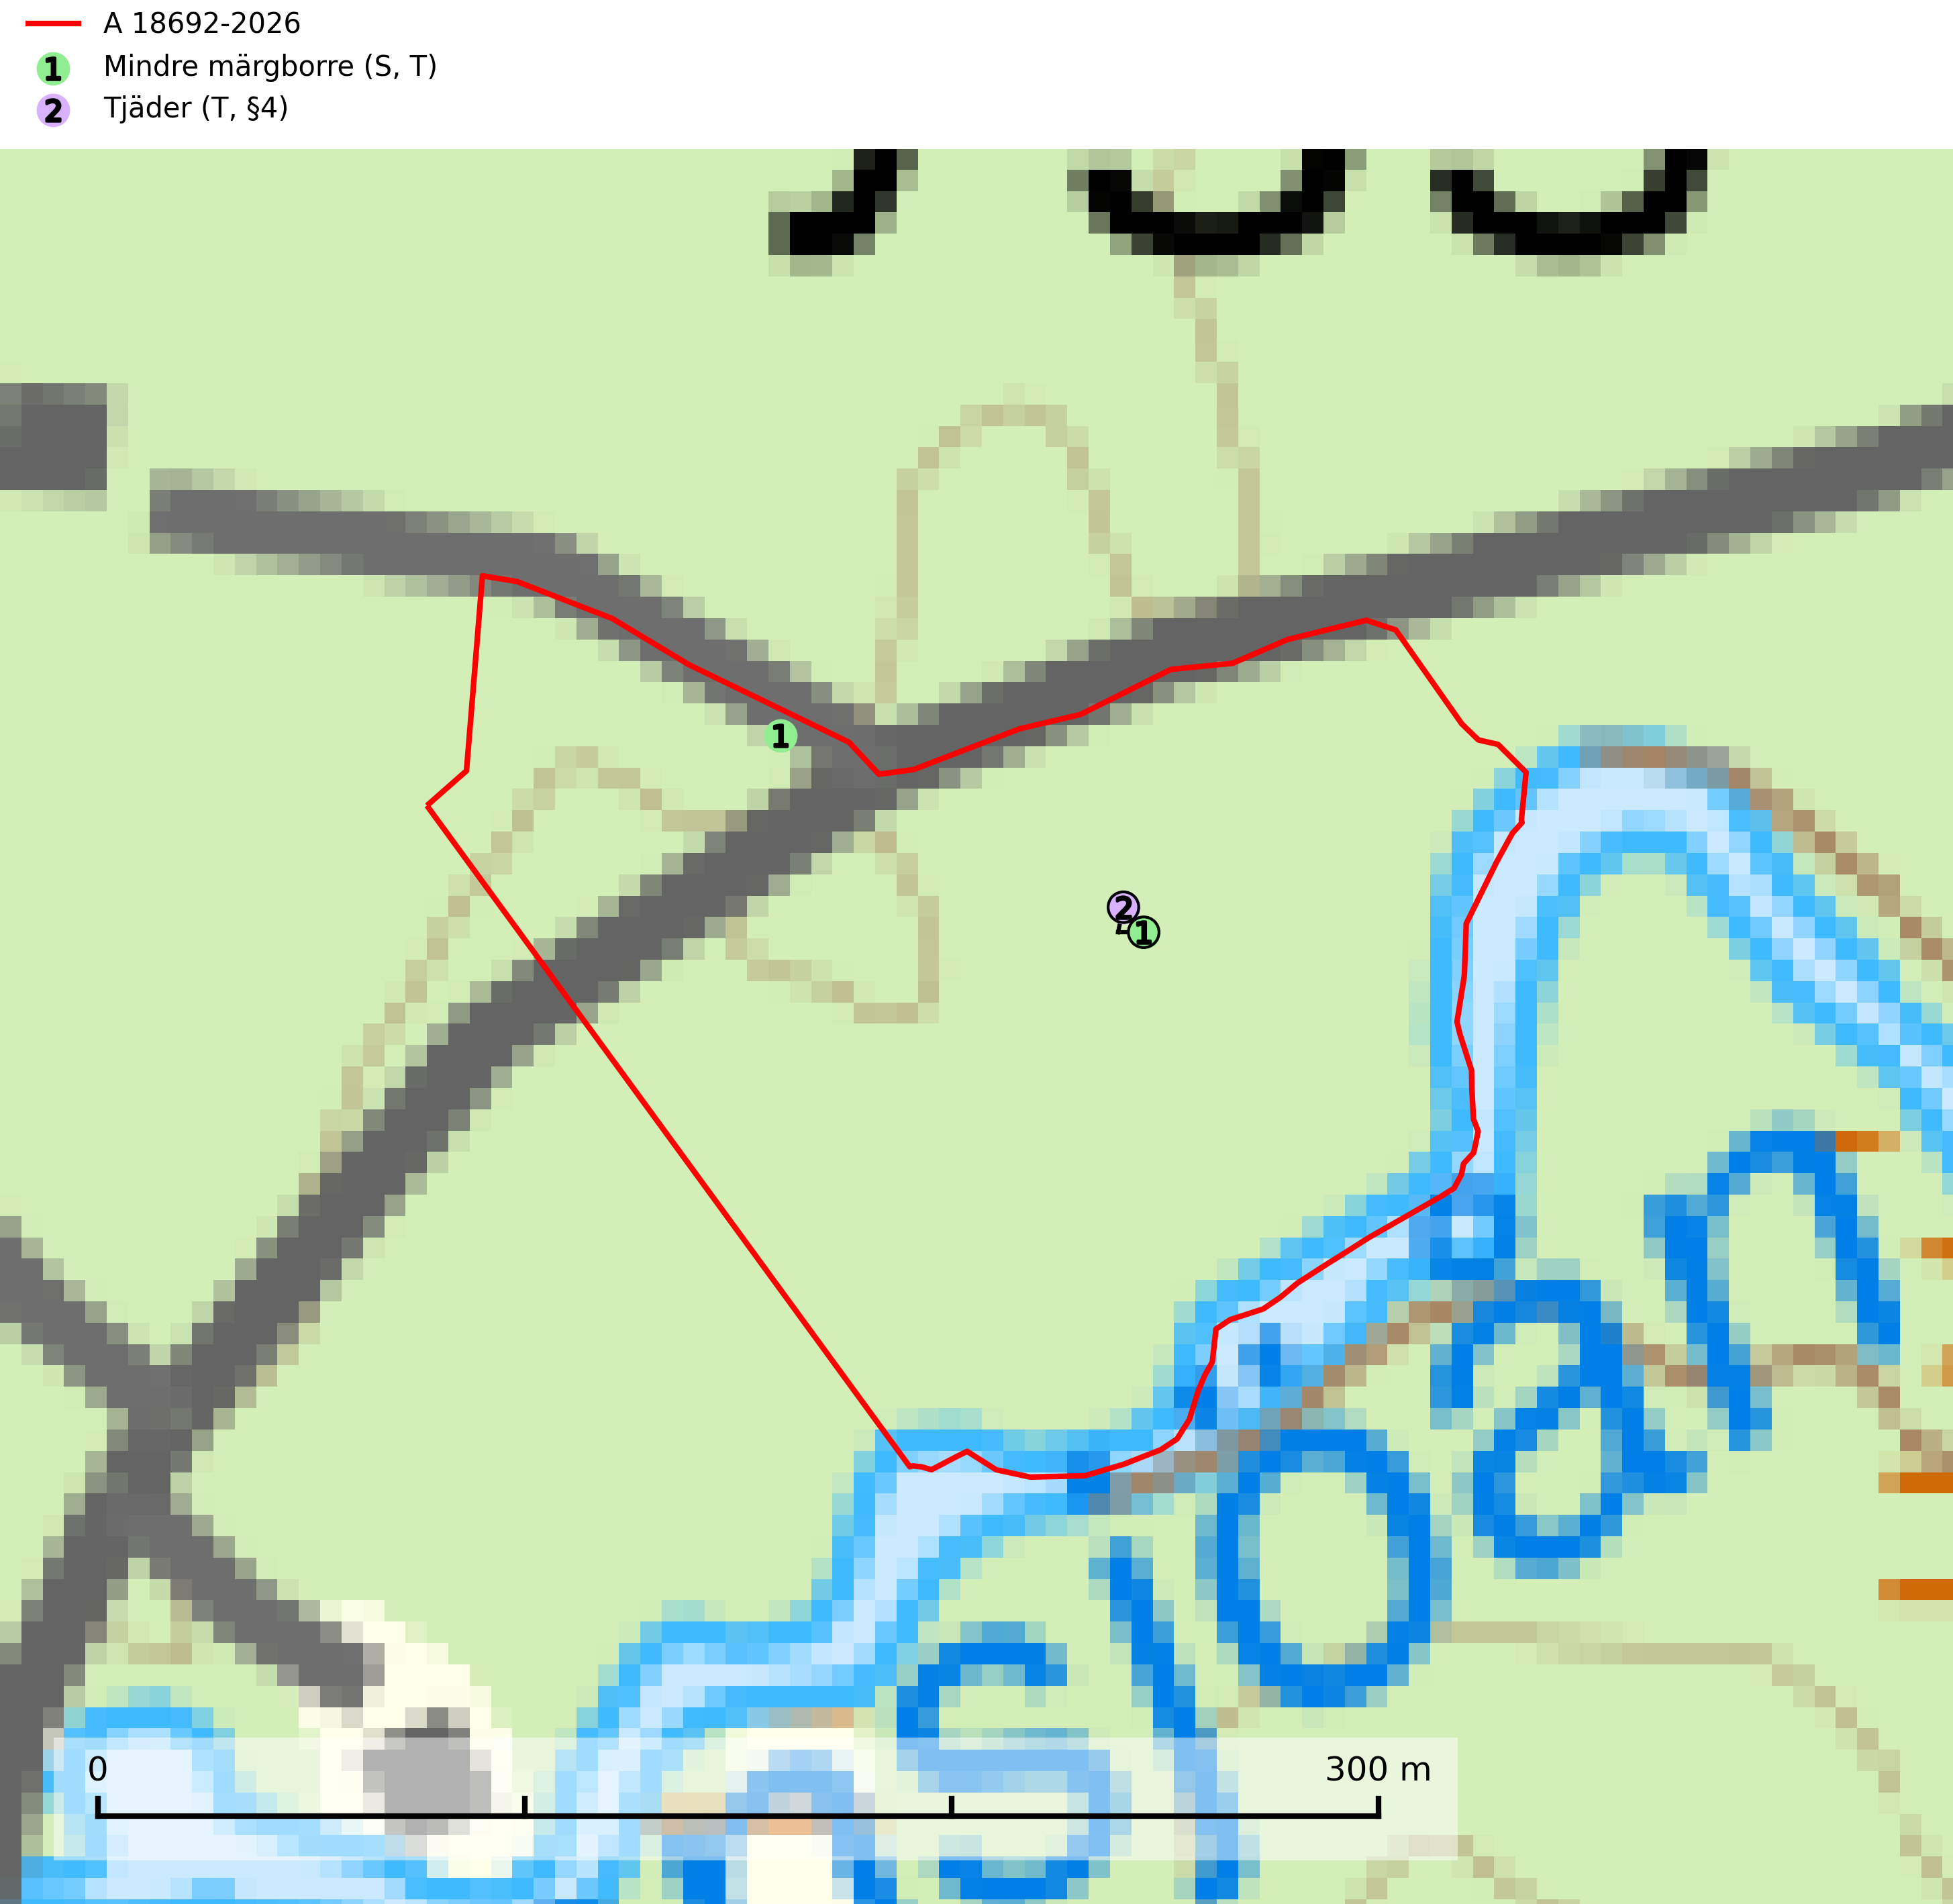 A 18692-2026
1 Mindre märgborre (S, T)
2 Tjäder (T, §4)
1
2
1
0 300 m